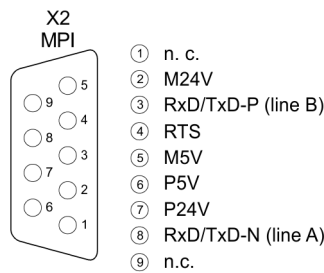 X2
MPI
5
9
4
8
3
7
2
6
1
1 n. c.
2 M24V
3 RxD/TxD-P (line B)
4 RTS
5 M5V
6 P5V
7 P24V
8 RxD/TxD-N (line A)
9 n.c.